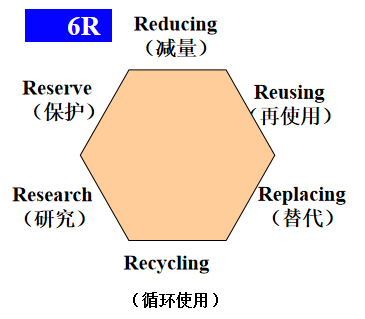 6R
Reducing
（减量）
Reserve
（保护）
Reusing
（再使用）
Research
（研究）
Replacing
（替代）
Recycling
（循环使用）